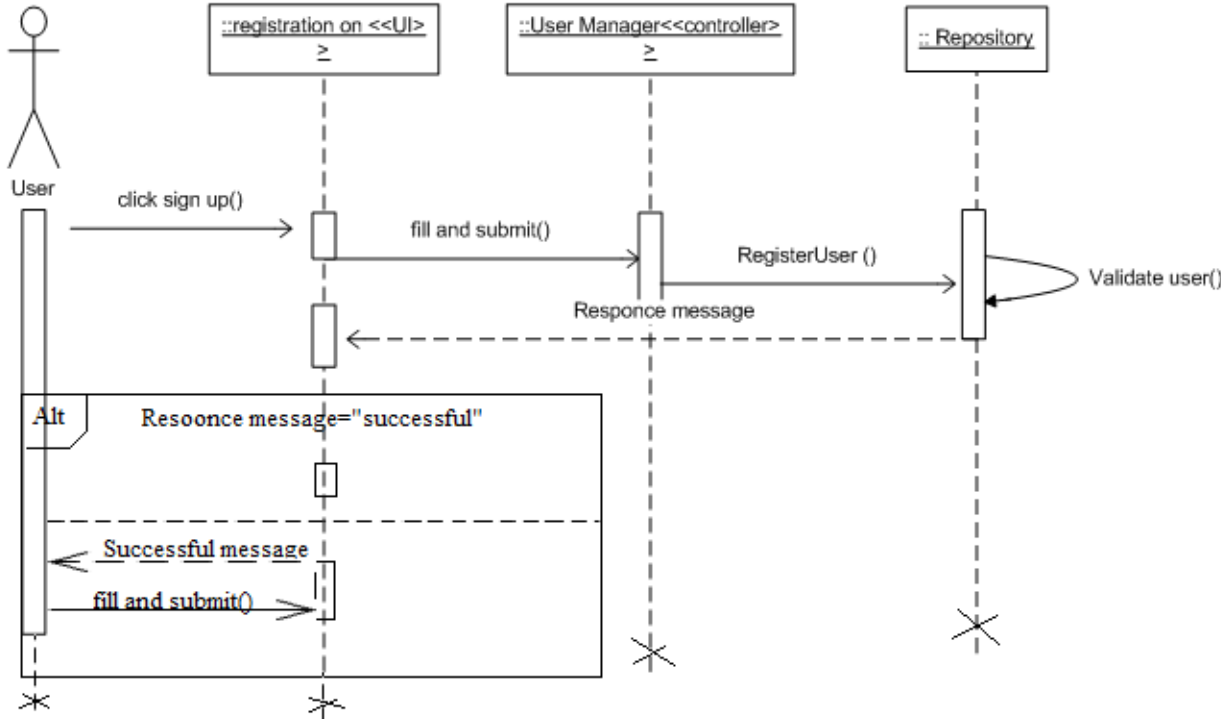 ::registration on <<UI>
>
::User Manager<<controller>
>
:: Repository
User
click sign up()
fill and submit()
RegisterUser ()
Validate user()
Responce message
Alt
Resoonce message="successful"
Successful message
fill and submit()